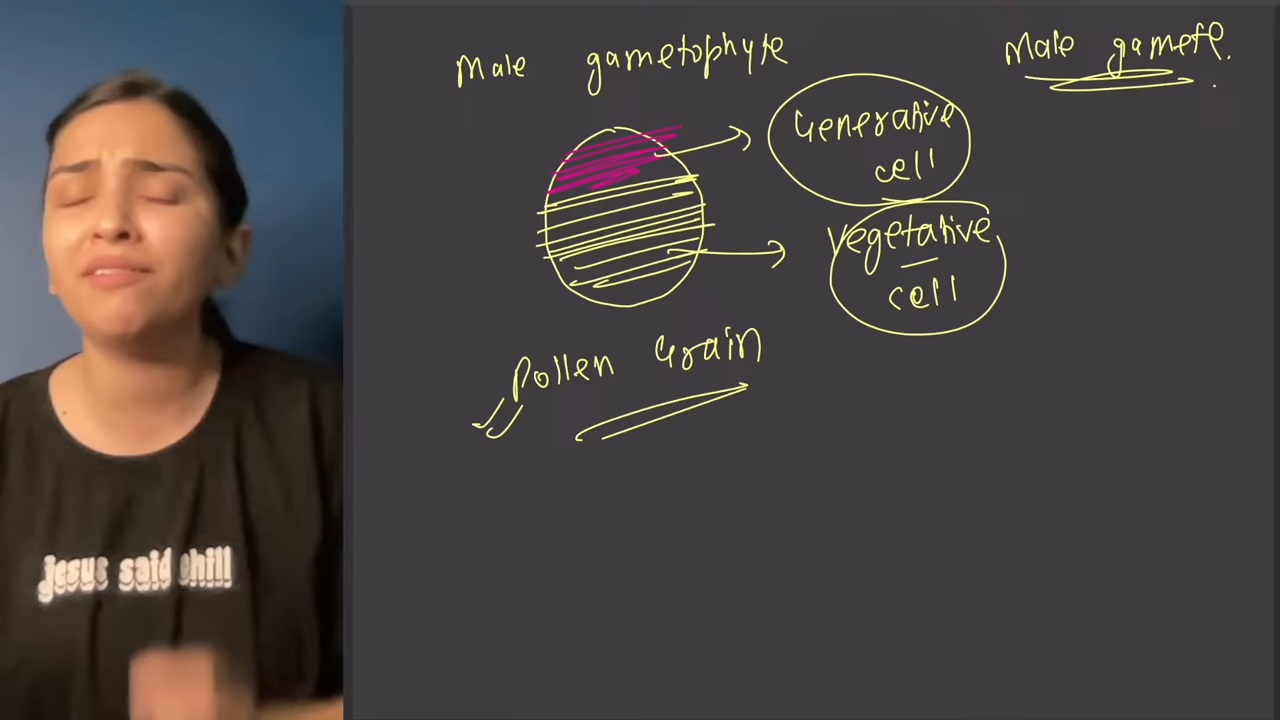 Male gametophyte
Male gamete.
Generative
cell
vegetative
cell
Pollen Grain
jesus said chill